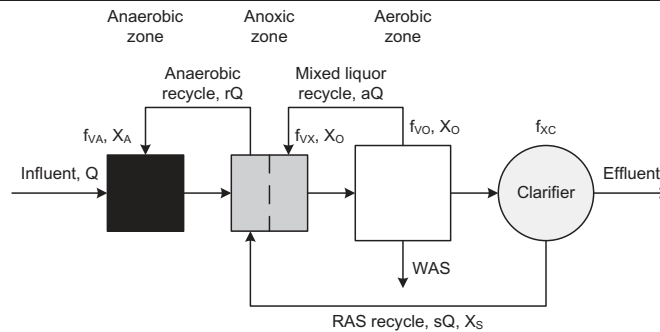 Anaerobic
zone
Anoxic
zone
Aerobic
zone
Anaerobic
recycle, rQ
Mixed liquor
recycle, aQ
f_VA, X_A
f_VX, X_O
f_VO, X_O
f_XC
Influent, Q
Clarifier
Effluent
WAS
RAS recycle, sQ, X_S